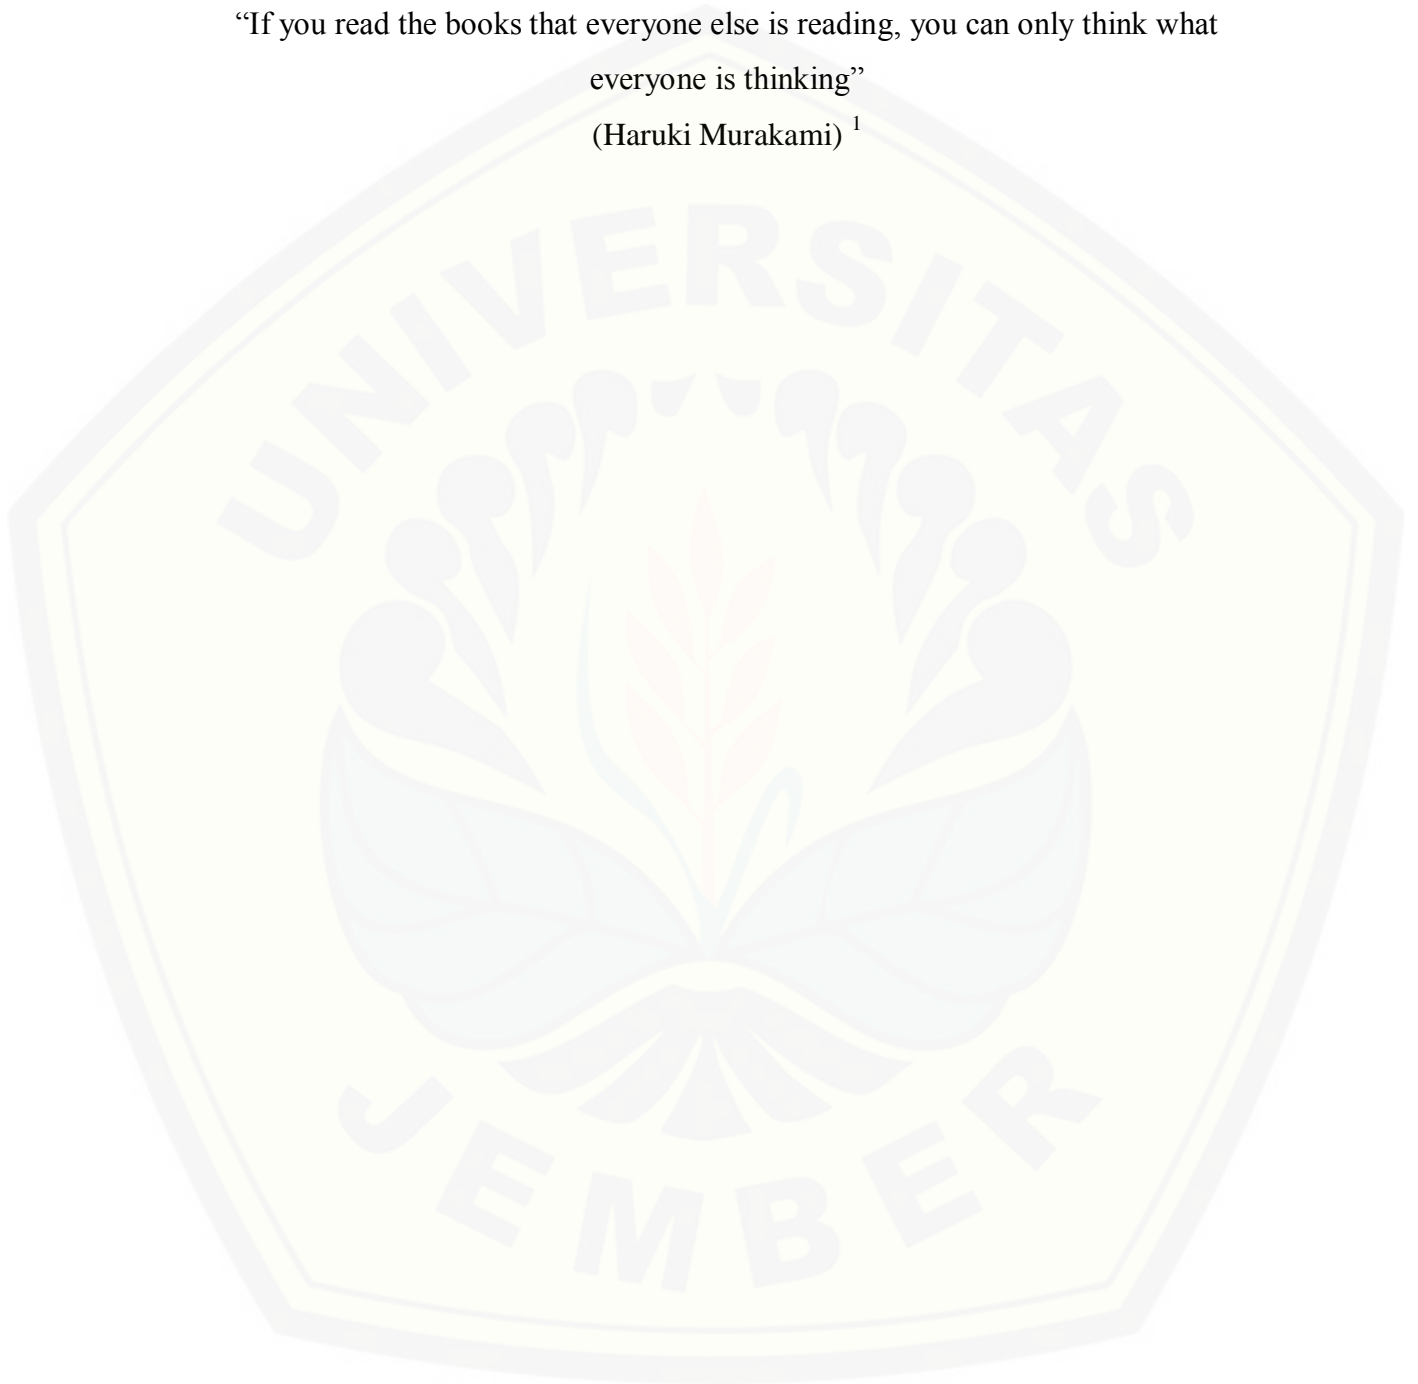 “If you read the books that everyone else is reading, you can only think what
everyone is thinking”
(Haruki Murakami) 1
UNIVERSITAS
JEMBER